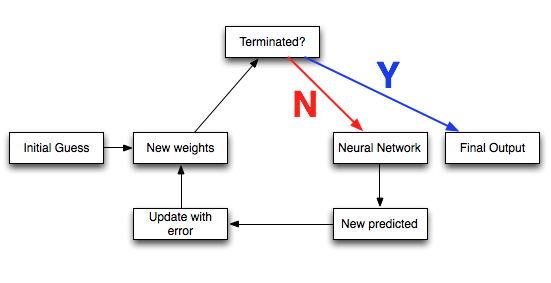 Terminated?
Y
N
Initial Guess
New weights
Neural Network
Final Output
Update with
error
New predicted